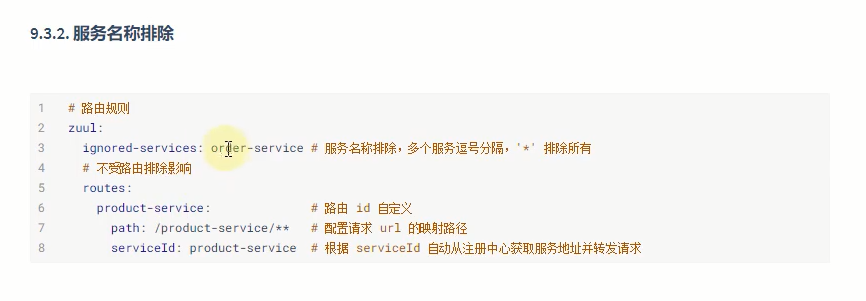 9.3.2. 服务名称排除
1 # 路由规则
2 zuul:
3 ignored-services: order-service # 服务名称排除，多个服务逗号分隔，'*' 排除所有
4 # 不受路由排除影响
5 routes:
6 product-service: # 路由 id 自定义
7 path: /product-service/** # 配置请求 url 的映射路径
8 serviceId: product-service # 根据 serviceId 自动从注册中心获取服务地址并转发请求